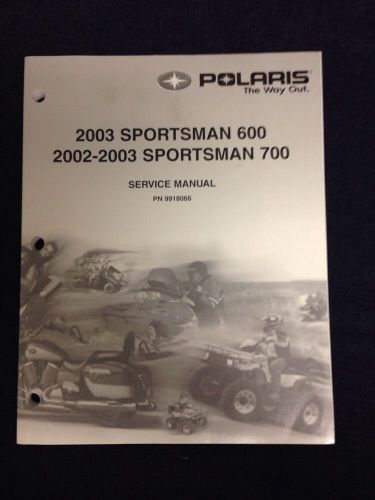 POLARIS
The Way Out.
2003 SPORTSMAN 600
2002-2003 SPORTSMAN 700
SERVICE MANUAL
PN 9918066